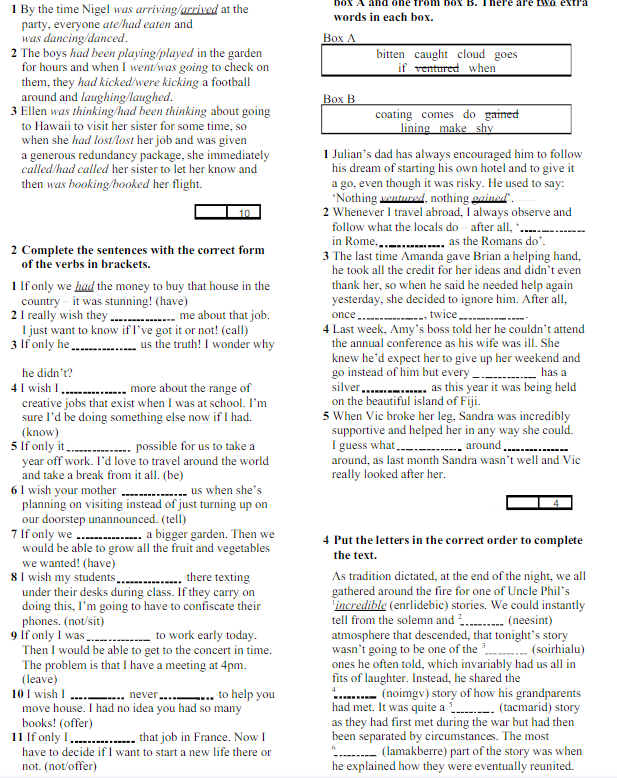 1 By the time Nigel was arriving/arrived at the
party, everyone ate/had eaten and
was dancing/danced.
2 The boys had been playing/played in the garden
for hours and when I went/was going to check on
them, they had kicked/were kicking a football
around and laughing/laughed.
3 Ellen was thinking/had been thinking about going
to Hawaii to visit her sister for some time, so
when she had lost/lost her job and was given
a generous redundancy package, she immediately
called/had called her sister to let her know and
then was booking/booked her flight.
10
2 Complete the sentences with the correct form
of the verbs in brackets.
1 If only we had the money to buy that house in the
country – it was stunning! (have)
2 I really wish they ____________ me about that job.
I just want to know if I've got it or not! (call)
3 If only he ____________ us the truth! I wonder why
he didn't?
4 I wish I ____________ more about the range of
creative jobs that exist when I was at school. I'm
sure I'd be doing something else now if I had.
(know)
5 If only it ____________ possible for us to take a
year off work. I'd love to travel around the world
and take a break from it all. (be)
6 I wish your mother ____________ us when she's
planning on visiting instead of just turning up on
our doorstep unannounced. (tell)
7 If only we ____________ a bigger garden. Then we
would be able to grow all the fruit and vegetables
we wanted! (have)
8 I wish my students ____________ there texting
under their desks during class. If they carry on
doing this, I'm going to have to confiscate their
phones. (not/sit)
9 If only I was ____________ to work early today.
Then I would be able to get to the concert in time.
The problem is that I have a meeting at 4pm.
(leave)
10 I wish I __________ never __________ to help you
move house. I had no idea you had so many
books! (offer)
11 If only I ____________ that job in France. Now I
have to decide if I want to start a new life there or
not. (not/offer)
box A and one from box B. There are two extra
words in each box.
Box A
bitten caught cloud goes
if ventured when
Box B
coating comes do gained
lining make shy
1 Julian's dad has always encouraged him to follow
his dream of starting his own hotel and to give it
a go, even though it was risky. He used to say:
'Nothing ventured, nothing gained'.
2 Whenever I travel abroad, I always observe and
follow what the locals do – after all, '____________
in Rome, ____________ as the Romans do'.
3 The last time Amanda gave Brian a helping hand,
he took all the credit for her ideas and didn't even
thank her, so when he said he needed help again
yesterday, she decided to ignore him. After all,
once ____________, twice ____________.
4 Last week, Amy's boss told her he couldn't attend
the annual conference as his wife was ill. She
knew he'd expect her to give up her weekend and
go instead of him but every ____________ has a
silver ____________ as this year it was being held
on the beautiful island of Fiji.
5 When Vic broke her leg, Sandra was incredibly
supportive and helped her in any way she could.
I guess what ____________ around ____________
around, as last month Sandra wasn't well and Vic
really looked after her.
4
4 Put the letters in the correct order to complete
the text.
As tradition dictated, at the end of the night, we all
gathered around the fire for one of Uncle Phil's
1 incredible (enrlidebic) stories. We could instantly
tell from the solemn and 2 _________ (neesint)
atmosphere that descended, that tonight's story
wasn't going to be one of the 3 _________ (soirhialu)
ones he often told, which invariably had us all in
fits of laughter. Instead, he shared the
4 _________ (noimgv) story of how his grandparents
had met. It was quite a 5 _________ (tacmarid) story
as they had first met during the war but had then
been separated by circumstances. The most
6 _________ (lamakberre) part of the story was when
he explained how they were eventually reunited.